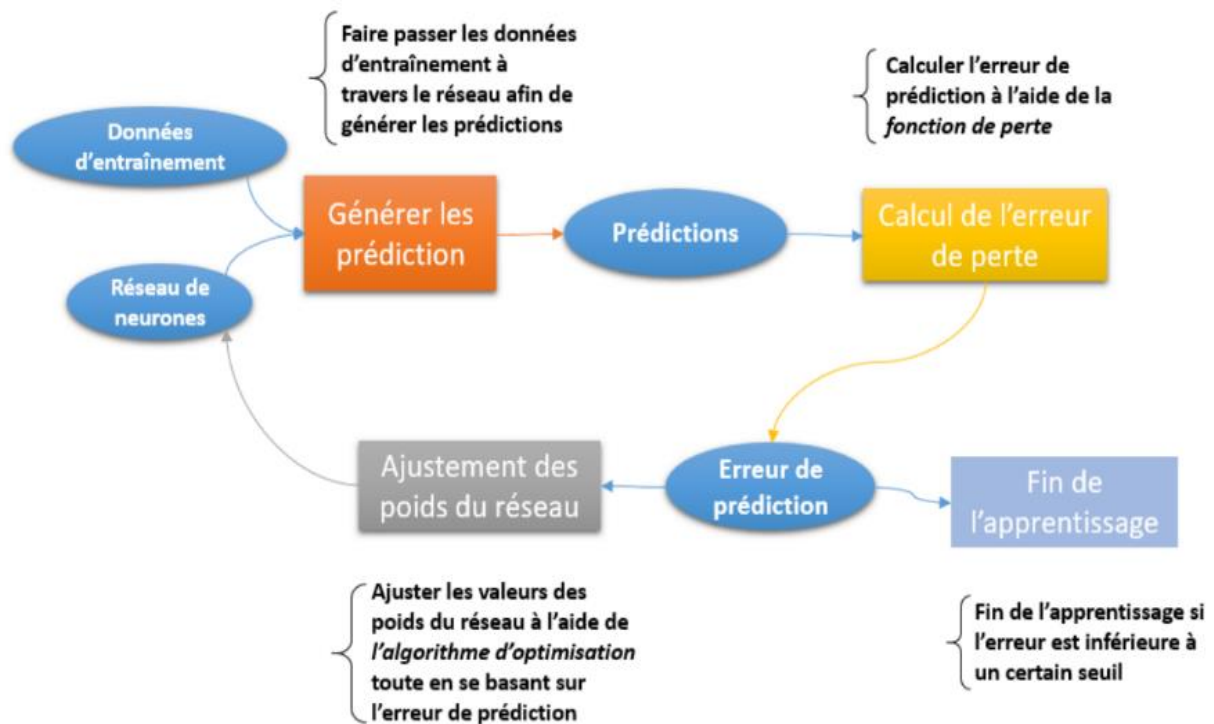 Faire passer les données
d'entraînement à
travers le réseau afin de
générer les prédictions
Calculer l'erreur de
prédiction à l'aide de la
fonction de perte
Données
d'entraînement
Générer les
prédiction
Prédictions
Calcul de l'erreur
de perte
Réseau de
neurones
Ajustement des
poids du réseau
Erreur de
prédiction
Fin de
l'apprentissage
Ajuster les valeurs des
poids du réseau à l'aide de
l'algorithme d'optimisation
toute en se basant sur
l'erreur de prédiction
Fin de l'apprentissage si
l'erreur est inférieure à
un certain seuil